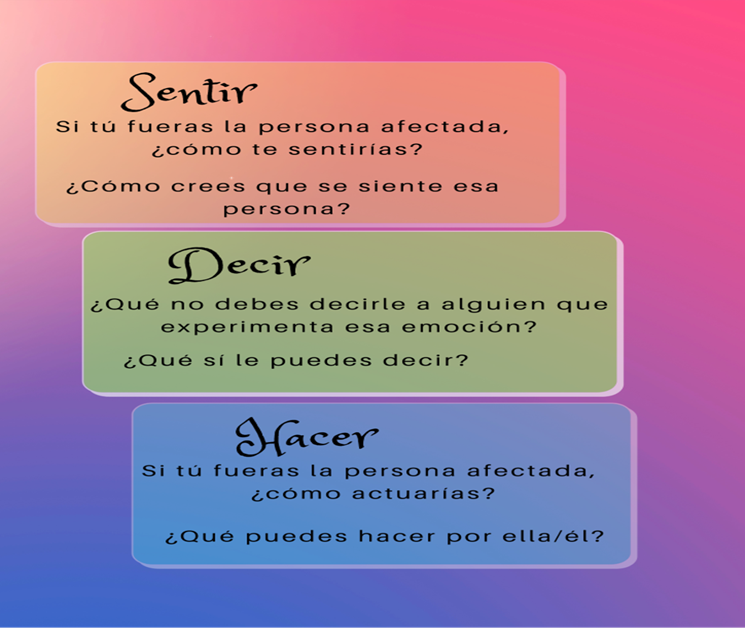 Sentir
Si tú fueras la persona afectada,
¿cómo te sentirías?
¿Cómo crees que se siente esa
persona?
Decir
¿Qué no debes decirle a alguien que
experimenta esa emoción?
¿Qué sí le puedes decir?
Hacer
Si tú fueras la persona afectada,
¿cómo actuarías?
¿Qué puedes hacer por ella/él?